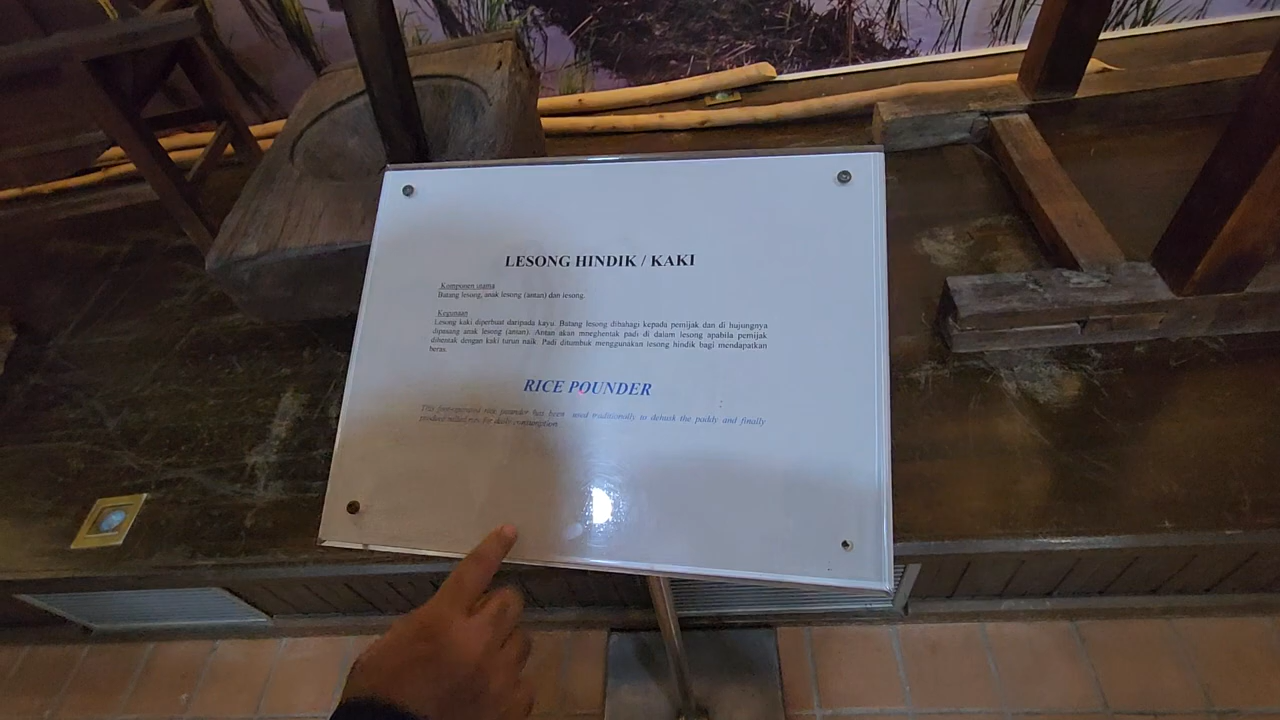 LESONG HINDIK / KAKI
Komponen utama
Batang lesong, anak lesong (antan) dan lesong.
Kegunaan
Lesong kaki diperbuat daripada kayu. Batang lesong dibahagi kepada pemijak dan di hujungnya
dipasang anak lesong (antan). Antan akan mneghentak padi di dalam lesong apabila pemijak
dihentak dengan kaki turun naik. Padi ditumbuk menggunakan lesong hindik bagi mendapatkan
beras.
RICE POUNDER
This foot-operated rice pounder has been used traditionally to dehusk the paddy and finally
produce milled rice for daily consumption.